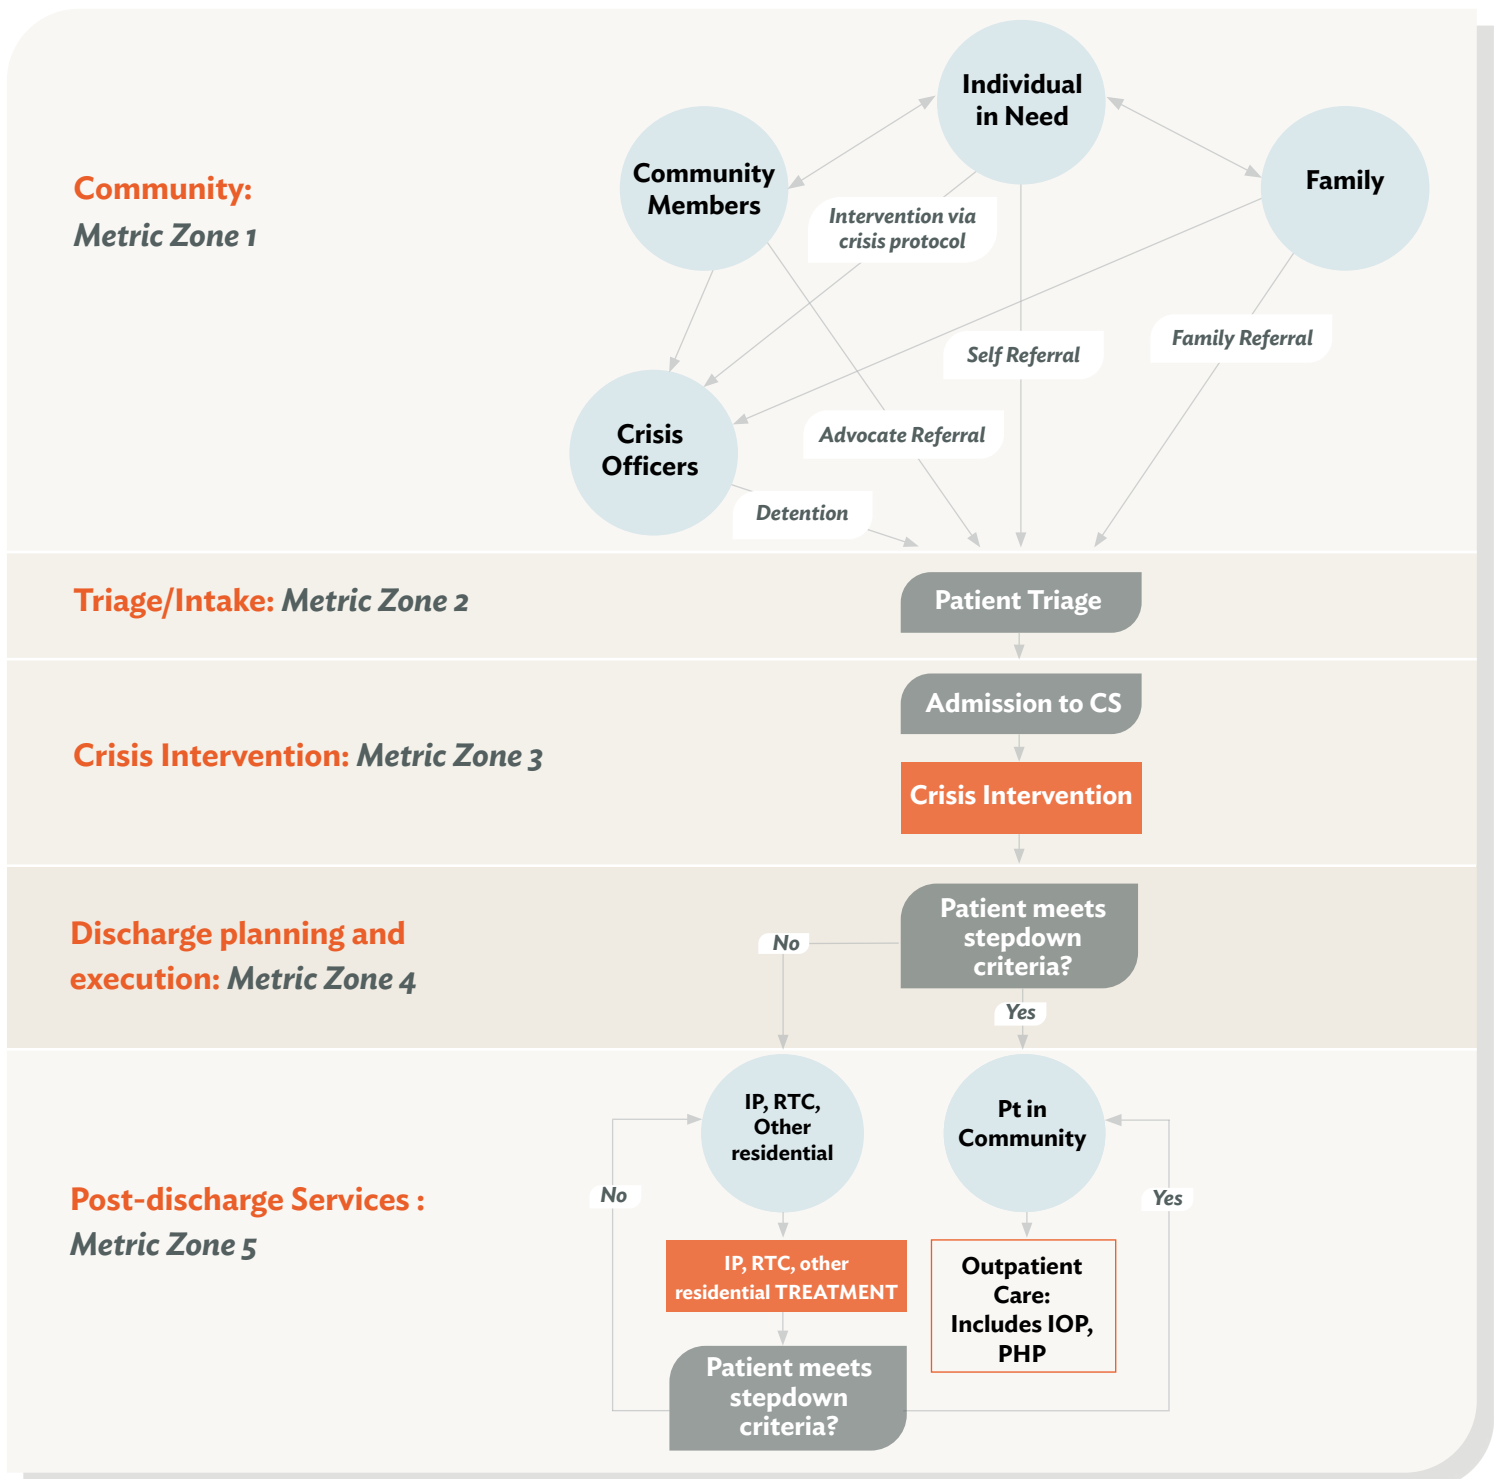 Individual
in Need
Community
Members
Family
Community:
Metric Zone 1
Intervention via
crisis protocol
Self Referral
Family Referral
Crisis
Officers
Advocate Referral
Detention
Triage/Intake: Metric Zone 2
Patient Triage
Admission to CS
Crisis Intervention: Metric Zone 3
Crisis Intervention
Patient meets
stepdown
criteria?
Discharge planning and
execution: Metric Zone 4
No
Yes
IP, RTC,
Other
residential
Pt in
Community
Post-discharge Services :
Metric Zone 5
No
Yes
IP, RTC, other
residential TREATMENT
Outpatient
Care:
Includes IOP,
PHP
Patient meets
stepdown
criteria?